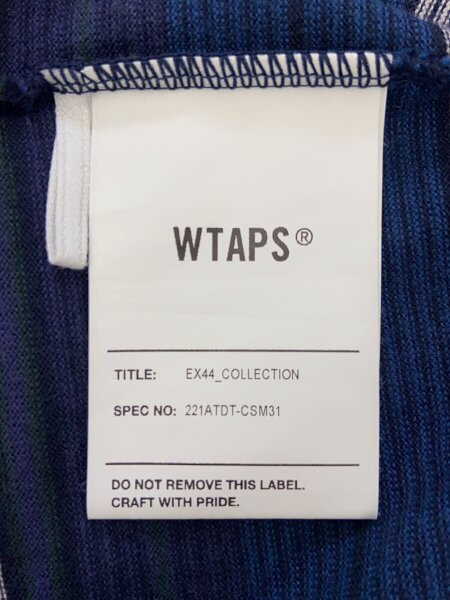 WTAPS®
TITLE: EX44_COLLECTION
SPEC NO: 221ATDT-CSM31
DO NOT REMOVE THIS LABEL.
CRAFT WITH PRIDE.